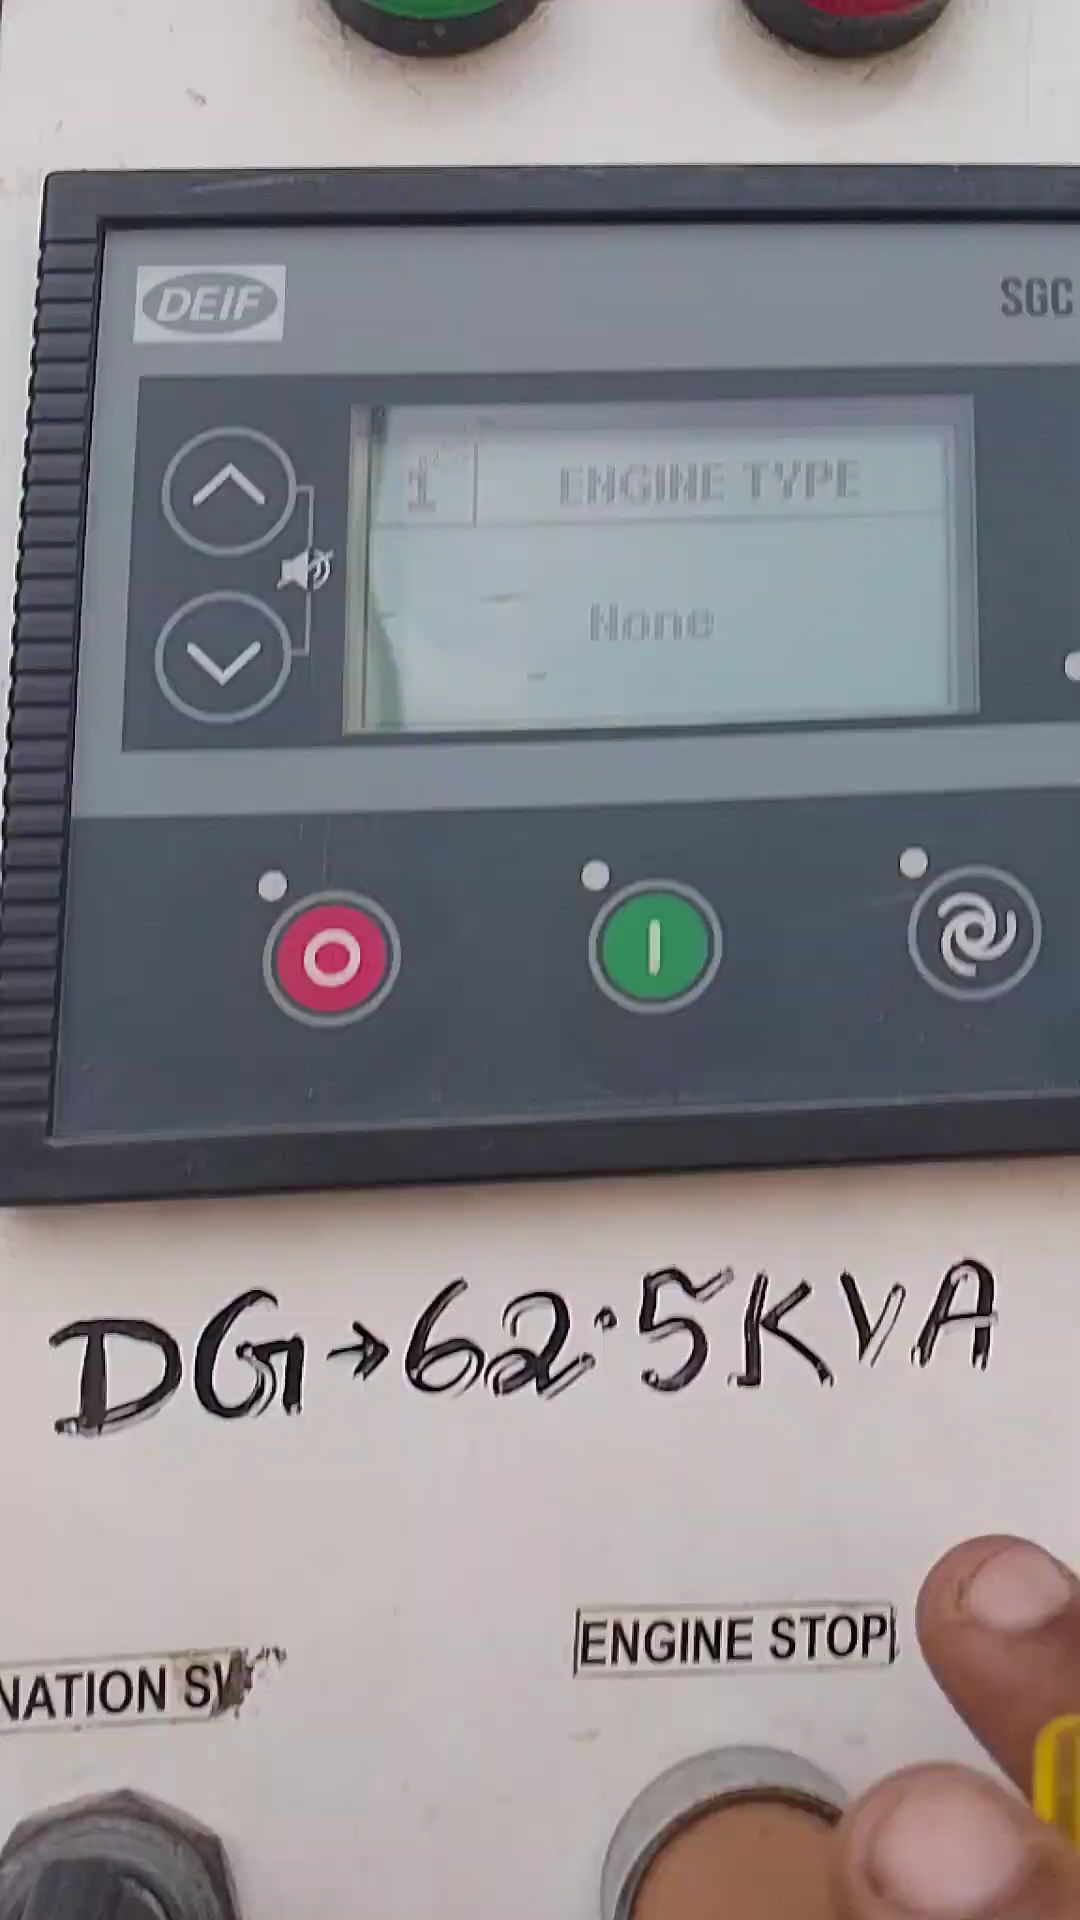 DEIF
SGC
1 ENGINE TYPE
None
DG→62.5KVA
ENGINE STOP
NATION SW